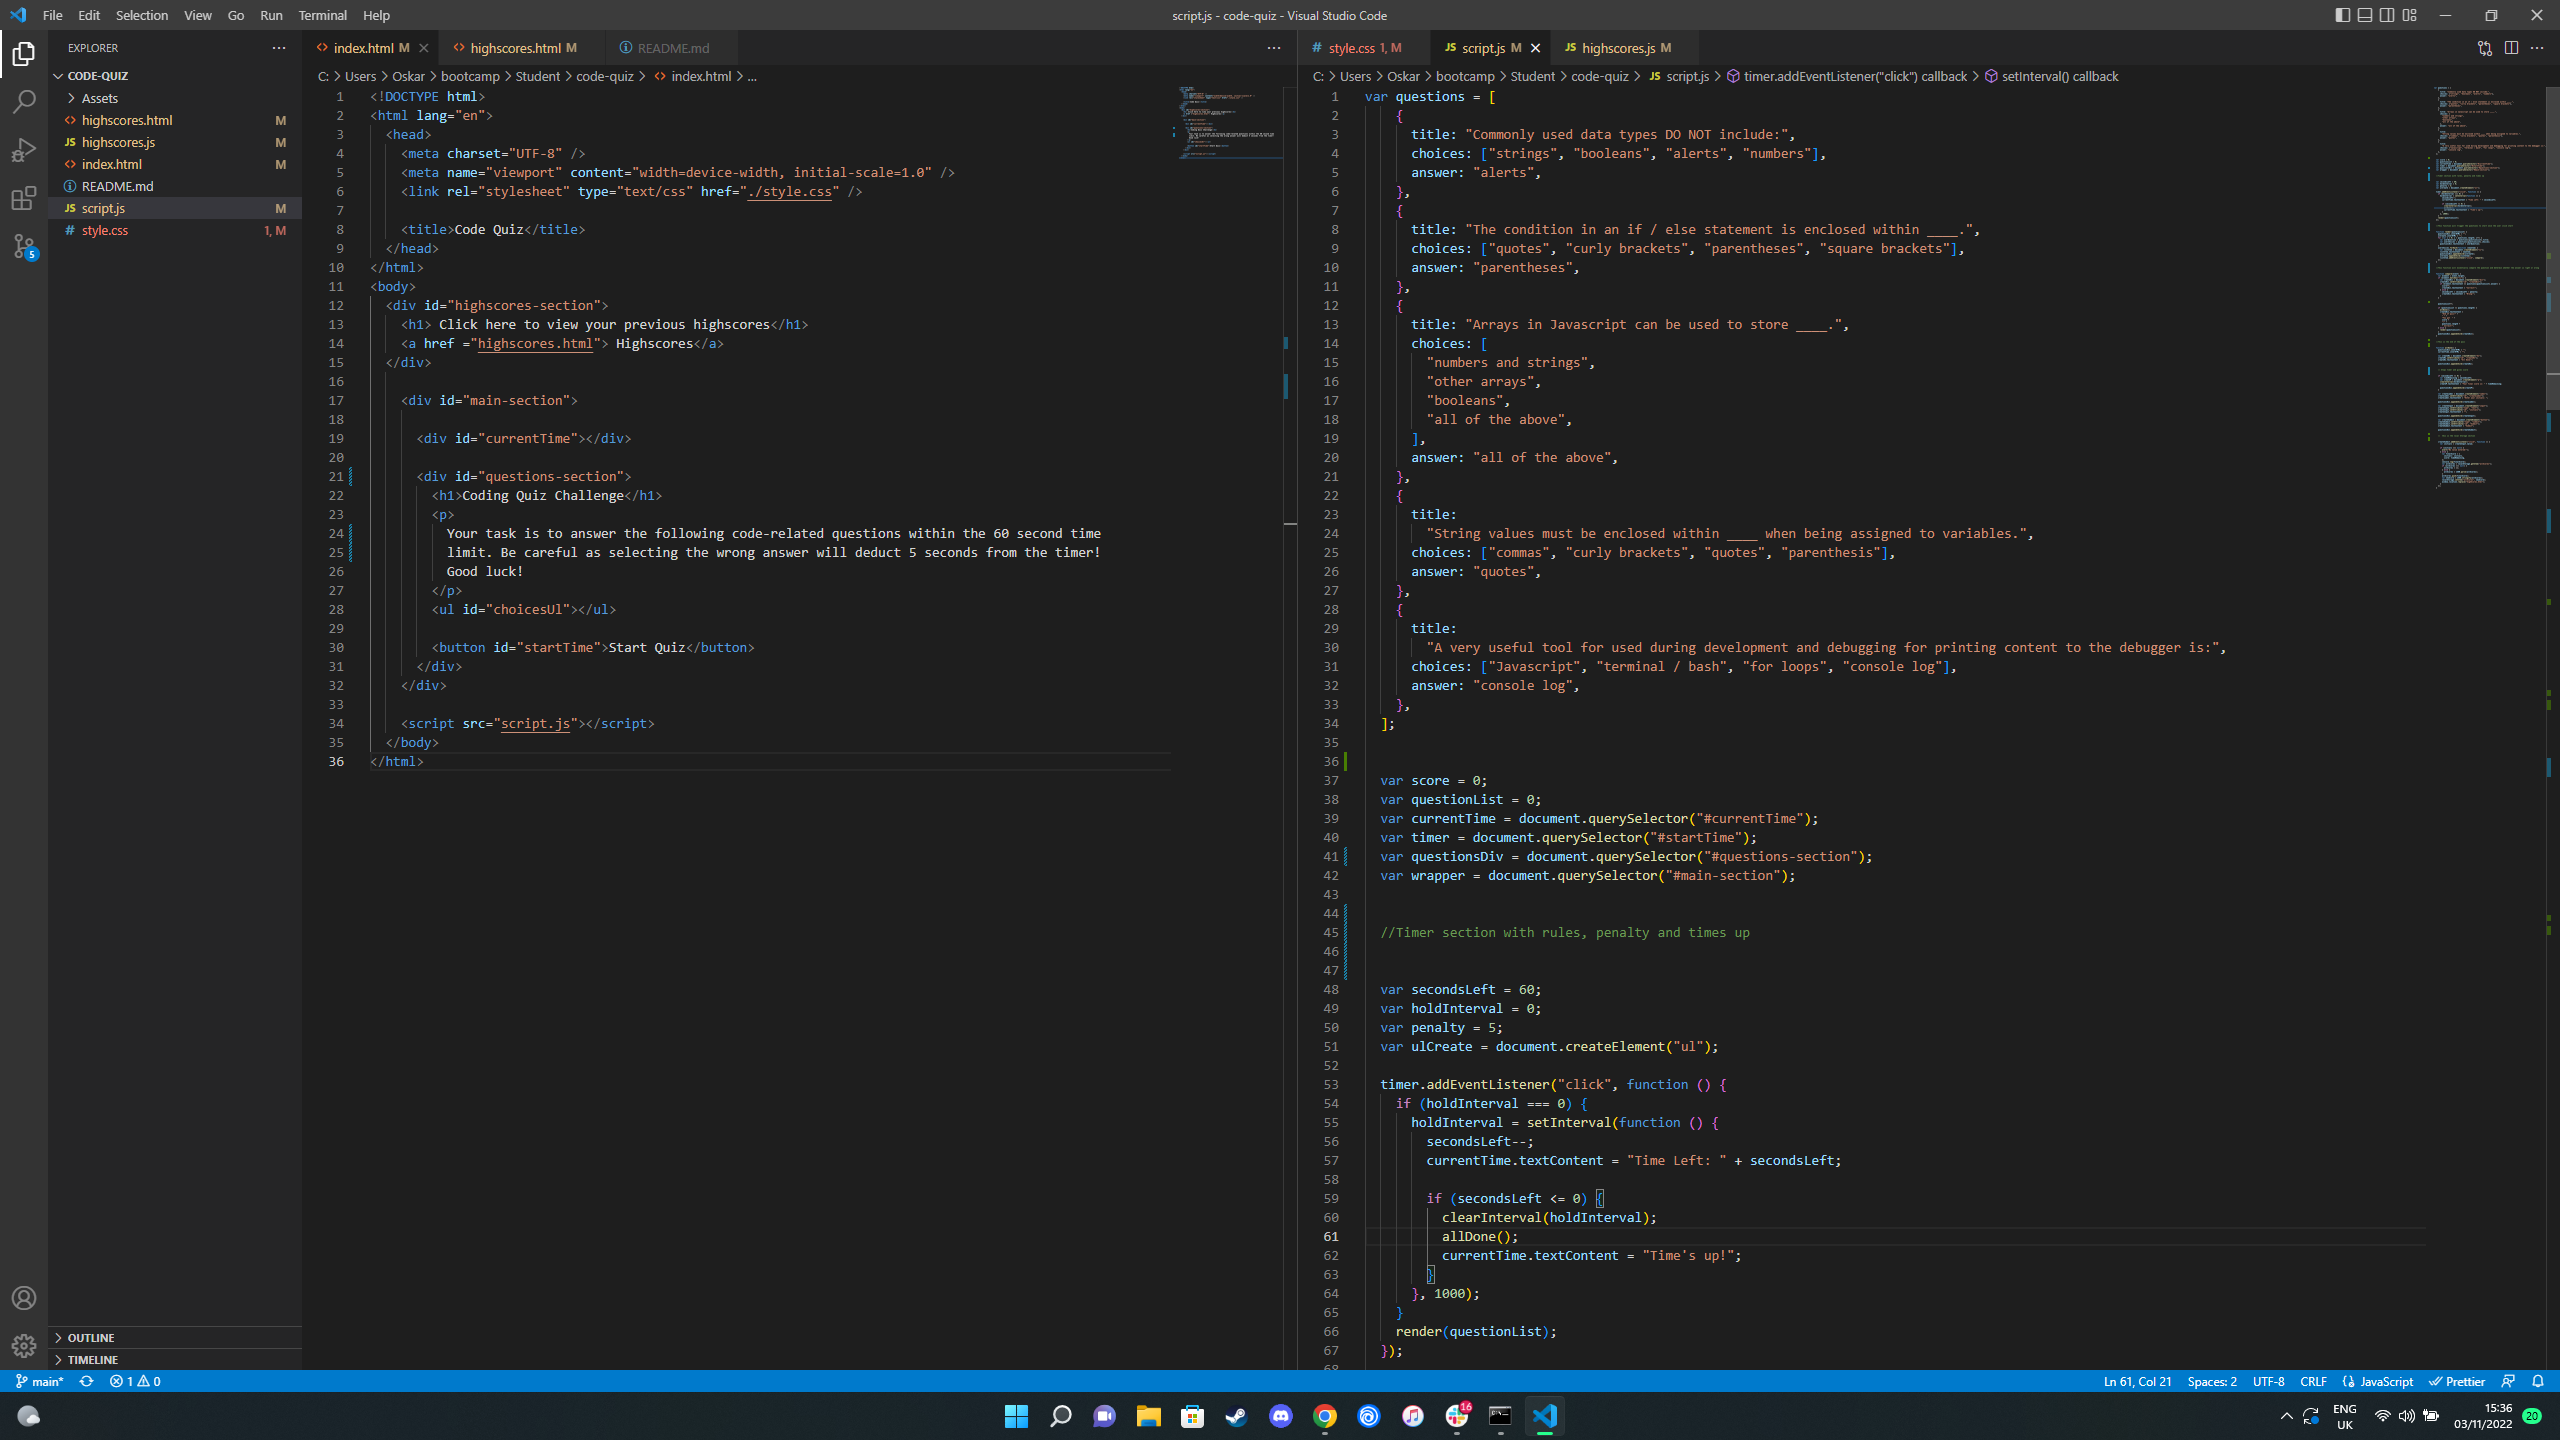 File Edit Selection View Go Run Terminal Help
script.js - code-quiz - Visual Studio Code
EXPLORER
CODE-QUIZ
Assets
highscores.html M
highscores.js M
index.html M
README.md
script.js M
style.css 1, M
OUTLINE
TIMELINE
index.html M highscores.html M README.md
C: > Users > Oskar > bootcamp > Student > code-quiz > index.html > ...
1 <!DOCTYPE html>
2 <html lang="en">
3 <head>
4 <meta charset="UTF-8" />
5 <meta name="viewport" content="width=device-width, initial-scale=1.0" />
6 <link rel="stylesheet" type="text/css" href="./style.css" />
7
8 <title>Code Quiz</title>
9 </head>
10 </html>
11 <body>
12 <div id="highscores-section">
13 <h1> Click here to view your previous highscores</h1>
14 <a href ="highscores.html"> Highscores</a>
15 </div>
16
17 <div id="main-section">
18
19 <div id="currentTime"></div>
20
21 <div id="questions-section">
22 <h1>Coding Quiz Challenge</h1>
23 <p>
24 Your task is to answer the following code-related questions within the 60 second time
25 limit. Be careful as selecting the wrong answer will deduct 5 seconds from the timer!
26 Good luck!
27 </p>
28 <ul id="choicesUl"></ul>
29
30 <button id="startTime">Start Quiz</button>
31 </div>
32 </div>
33
34 <script src="script.js"></script>
35 </body>
36 </html>
style.css 1, M script.js M highscores.js M
C: > Users > Oskar > bootcamp > Student > code-quiz > script.js > timer.addEventListener("click") callback > setInterval() callback
1 var questions = [
2 {
3 title: "Commonly used data types DO NOT include:",
4 choices: ["strings", "booleans", "alerts", "numbers"],
5 answer: "alerts",
6 },
7 {
8 title: "The condition in an if / else statement is enclosed within ____.",
9 choices: ["quotes", "curly brackets", "parentheses", "square brackets"],
10 answer: "parentheses",
11 },
12 {
13 title: "Arrays in Javascript can be used to store ____.",
14 choices: [
15 "numbers and strings",
16 "other arrays",
17 "booleans",
18 "all of the above",
19 ],
20 answer: "all of the above",
21 },
22 {
23 title:
24 "String values must be enclosed within ____ when being assigned to variables.",
25 choices: ["commas", "curly brackets", "quotes", "parenthesis"],
26 answer: "quotes",
27 },
28 {
29 title:
30 "A very useful tool for used during development and debugging for printing content to the debugger is:",
31 choices: ["Javascript", "terminal / bash", "for loops", "console log"],
32 answer: "console log",
33 },
34 ];
35
36
37 var score = 0;
38 var questionList = 0;
39 var currentTime = document.querySelector("#currentTime");
40 var timer = document.querySelector("#startTime");
41 var questionsDiv = document.querySelector("#questions-section");
42 var wrapper = document.querySelector("#main-section");
43
44
45 //Timer section with rules, penalty and times up
46
47
48 var secondsLeft = 60;
49 var holdInterval = 0;
50 var penalty = 5;
51 var ulCreate = document.createElement("ul");
52
53 timer.addEventListener("click", function () {
54 if (holdInterval === 0) {
55 holdInterval = setInterval(function () {
56 secondsLeft--;
57 currentTime.textContent = "Time Left: " + secondsLeft;
58
59 if (secondsLeft <= 0) {
60 clearInterval(holdInterval);
61 allDone();
62 currentTime.textContent = "Time's up!";
63 }
64 }, 1000);
65 }
66 render(questionList);
67 });
68
main* 1 0
Ln 61, Col 21 Spaces: 2 UTF-8 CRLF JavaScript Prettier
5
16
ENG UK
15:36
03/11/2022
20